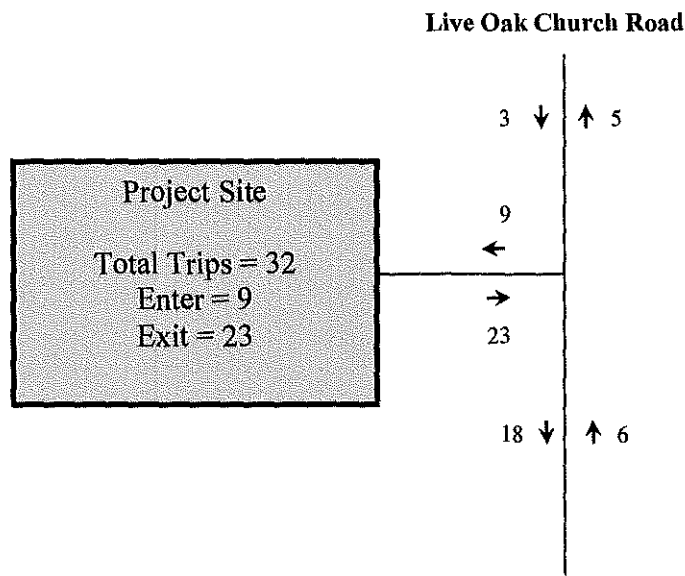 Live Oak Church Road
3 5
Project Site
9
Total Trips = 32
Enter = 9
Exit = 23
23
18 6